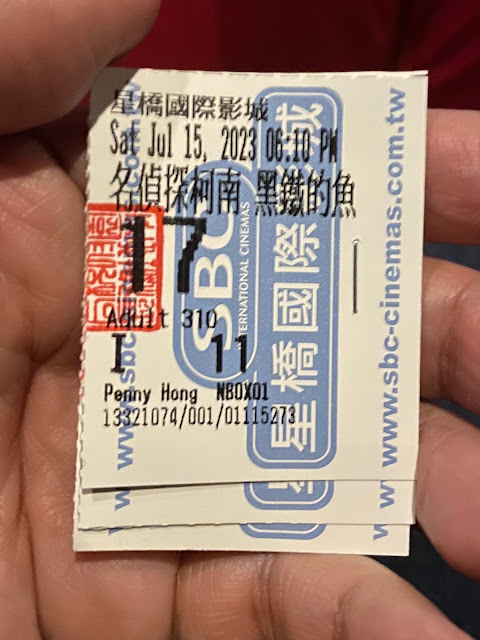 星橋國際影城
Sat Jul 15, 2023 06:10 PM
名偵探柯南 黑鐵的魚
17
Adult 310
I 11
Penny Hong NBOX01
13321074/001/01115273
SBC
INTERNATIONAL CINEMAS
星橋國際影城
www.sbc-cinemas.com.tw
www.sbc